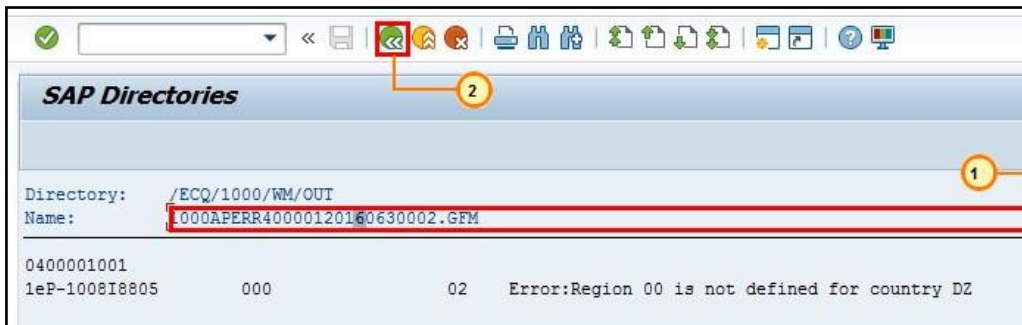 2
SAP Directories
1
Directory: /ECQ/1000/WM/OUT
Name: 1000APERR40000120160630002.GFM
0400001001
1eP-1008I8805 000 02 Error:Region 00 is not defined for country DZ